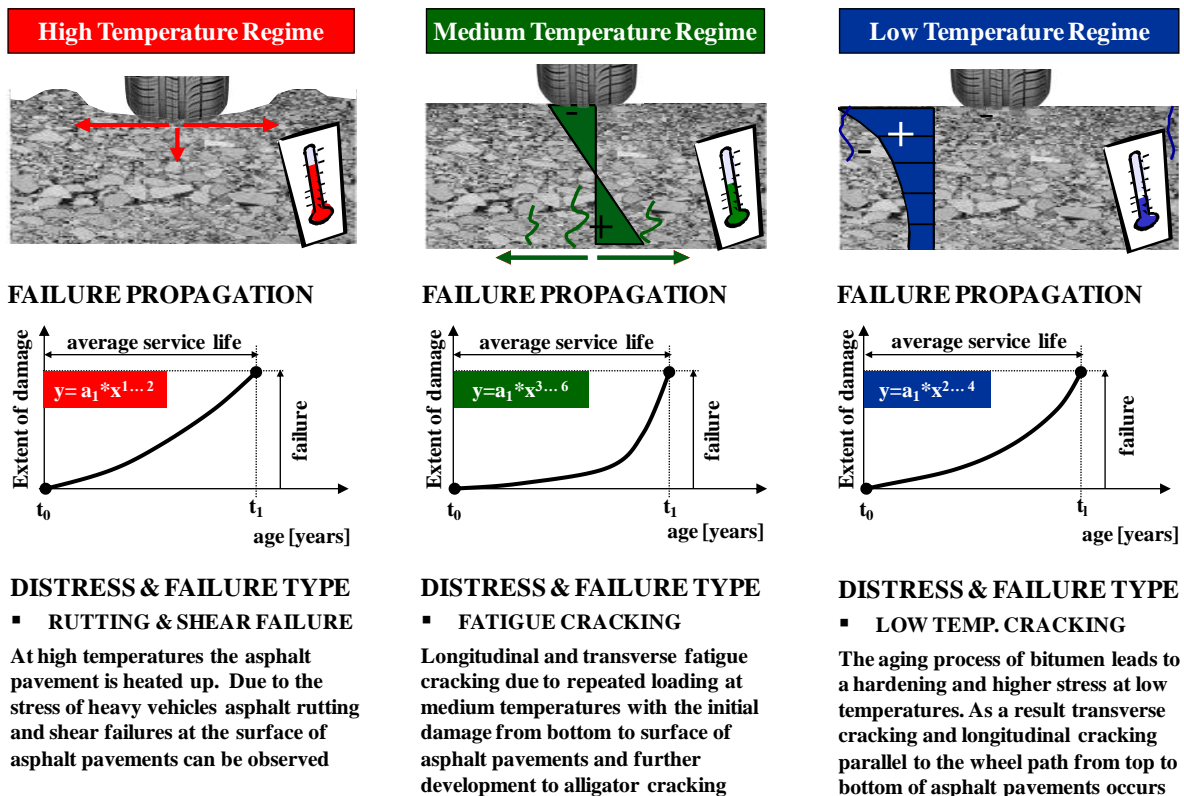 High Temperature Regime
FAILURE PROPAGATION
Extent of damage
average service life
y= a₁*x¹…²
failure
t₀
t₁
age [years]
DISTRESS & FAILURE TYPE
▪ RUTTING & SHEAR FAILURE
At high temperatures the asphalt
pavement is heated up. Due to the
stress of heavy vehicles asphalt rutting
and shear failures at the surface of
asphalt pavements can be observed
Medium Temperature Regime
-
+
FAILURE PROPAGATION
Extent of damage
average service life
y=a₁*x³…⁶
failure
t₀
t₁
age [years]
DISTRESS & FAILURE TYPE
▪ FATIGUE CRACKING
Longitudinal and transverse fatigue
cracking due to repeated loading at
medium temperatures with the initial
damage from bottom to surface of
asphalt pavements and further
development to alligator cracking
Low Temperature Regime
-
+
-
FAILURE PROPAGATION
Extent of damage
average service life
y=a₁*x²…⁴
failure
t₀
tₗ
age [years]
DISTRESS & FAILURE TYPE
▪ LOW TEMP. CRACKING
The aging process of bitumen leads to
a hardening and higher stress at low
temperatures. As a result transverse
cracking and longitudinal cracking
parallel to the wheel path from top to
bottom of asphalt pavements occurs